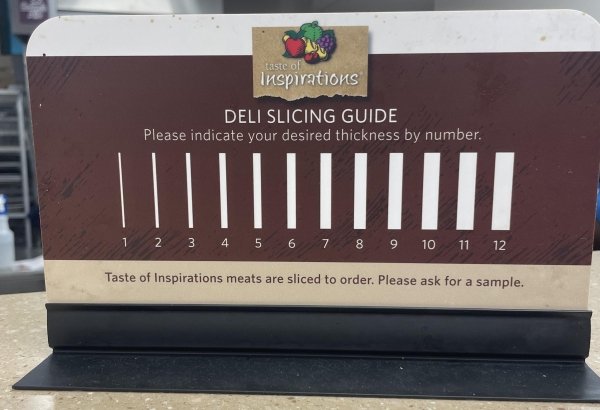 taste of
Inspirations
DELI SLICING GUIDE
Please indicate your desired thickness by number.
1 2 3 4 5 6 7 8 9 10 11 12
Taste of Inspirations meats are sliced to order. Please ask for a sample.